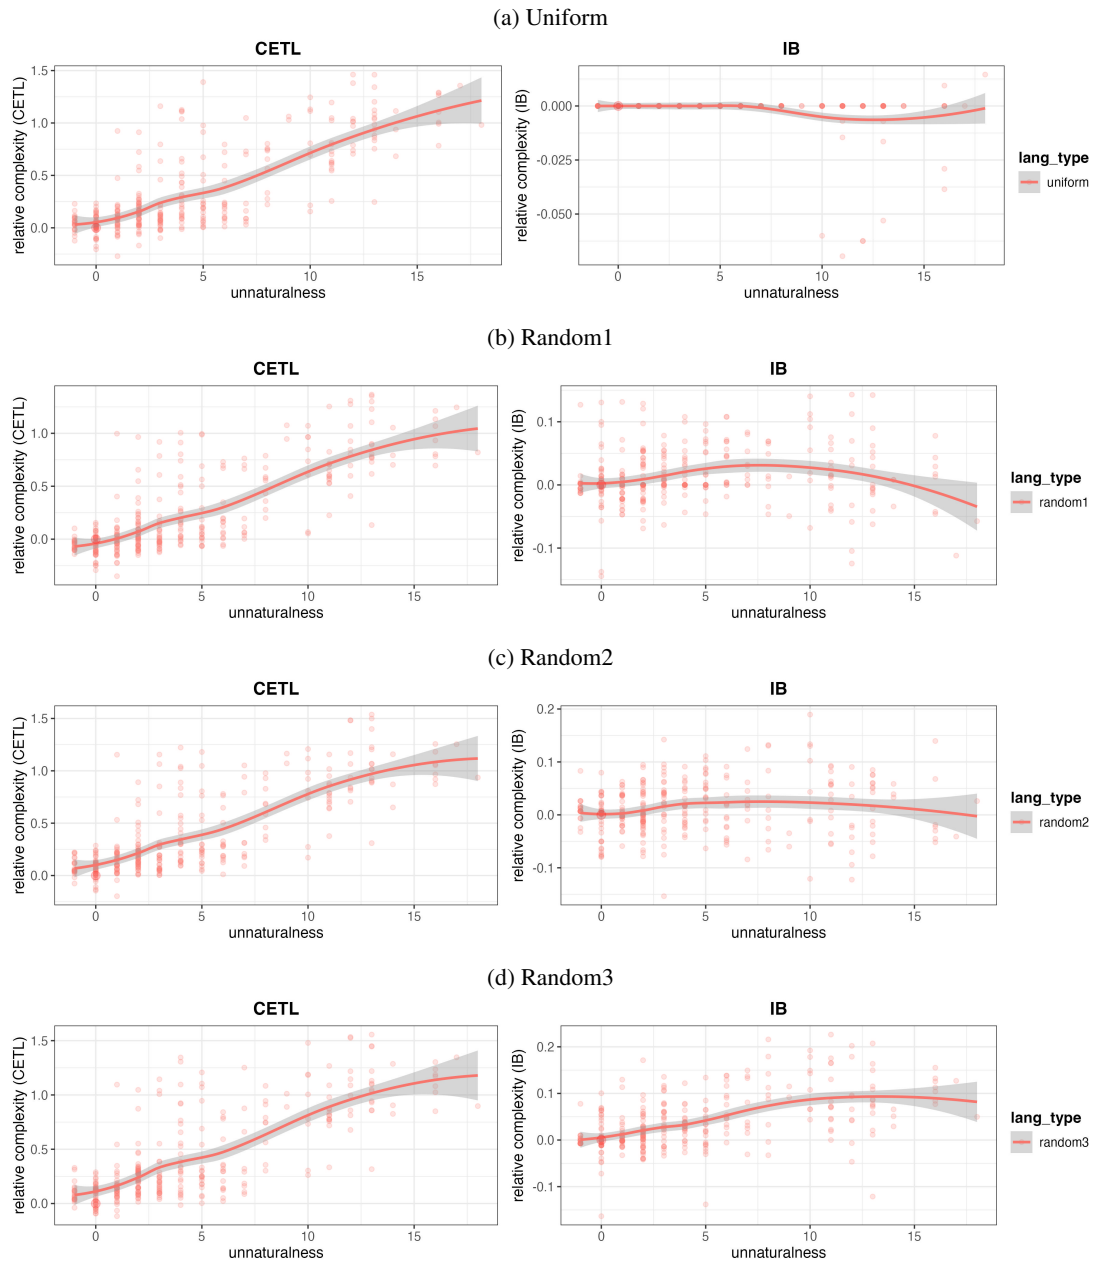 (a) Uniform
CETL
IB
relative complexity (CETL)
1.5
1.0
0.5
0.0
0
5
10
15
unnaturalness
relative complexity (IB)
0.000
-0.025
-0.050
0
5
10
15
unnaturalness
lang_type
uniform
(b) Random1
CETL
IB
relative complexity (CETL)
1.0
0.5
0.0
0
5
10
15
unnaturalness
relative complexity (IB)
0.1
0.0
-0.1
0
5
10
15
unnaturalness
lang_type
random1
(c) Random2
CETL
IB
relative complexity (CETL)
1.5
1.0
0.5
0.0
0
5
10
15
unnaturalness
relative complexity (IB)
0.2
0.1
0.0
-0.1
0
5
10
15
unnaturalness
lang_type
random2
(d) Random3
CETL
IB
relative complexity (CETL)
1.5
1.0
0.5
0.0
0
5
10
15
unnaturalness
relative complexity (IB)
0.2
0.1
0.0
-0.1
0
5
10
15
unnaturalness
lang_type
random3